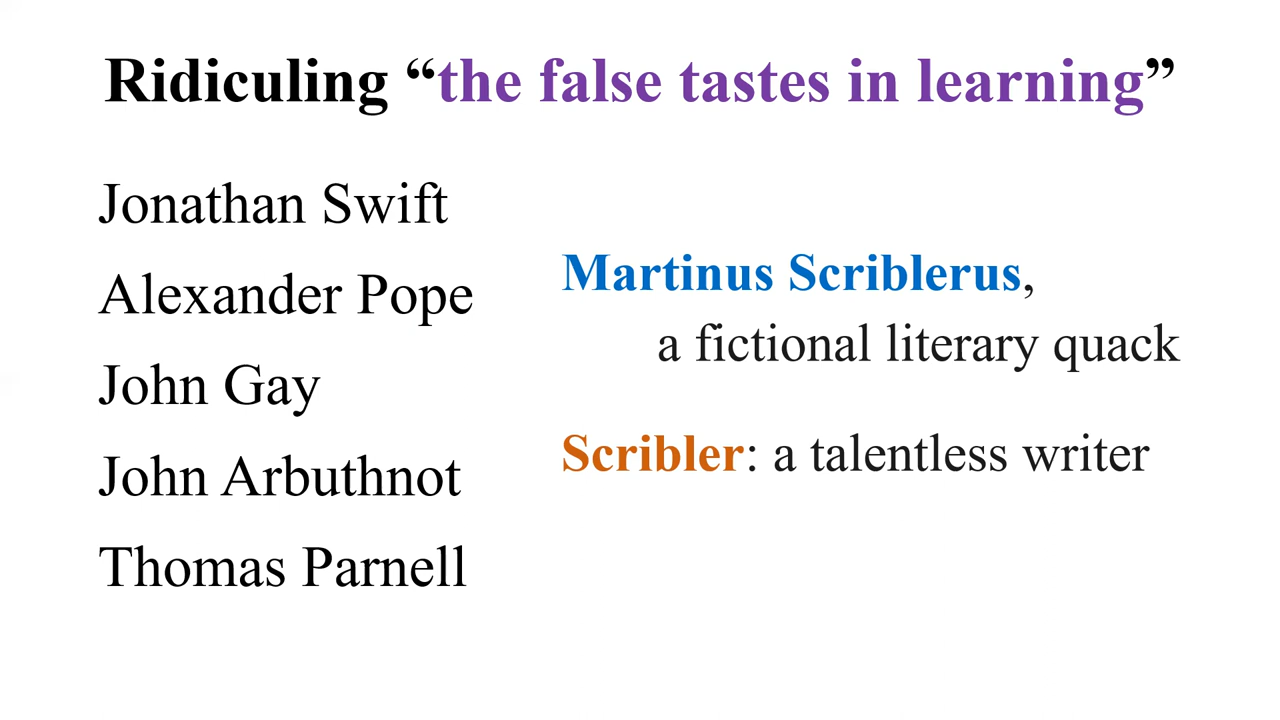 Ridiculing “the false tastes in learning”
Jonathan Swift
Alexander Pope
John Gay
John Arbuthnot
Thomas Parnell
Martinus Scriblerus,
a fictional literary quack
Scribler: a talentless writer